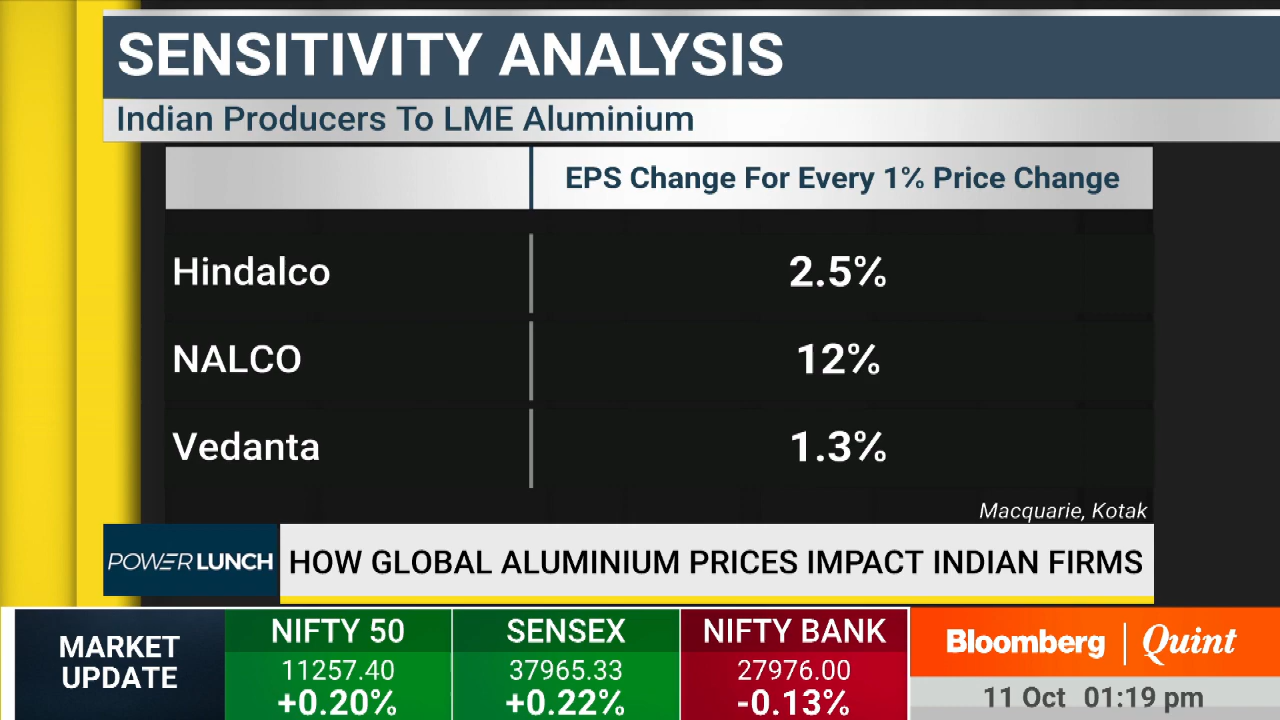 SENSITIVITY ANALYSIS
Indian Producers To LME Aluminium
EPS Change For Every 1% Price Change
Hindalco 2.5%
NALCO 12%
Vedanta 1.3%
Macquarie, Kotak
POWER LUNCH HOW GLOBAL ALUMINIUM PRICES IMPACT INDIAN FIRMS
MARKET UPDATE
NIFTY 50
11257.40
+0.20%
SENSEX
37965.33
+0.22%
NIFTY BANK
27976.00
-0.13%
Bloomberg | Quint
11 Oct 01:19 pm